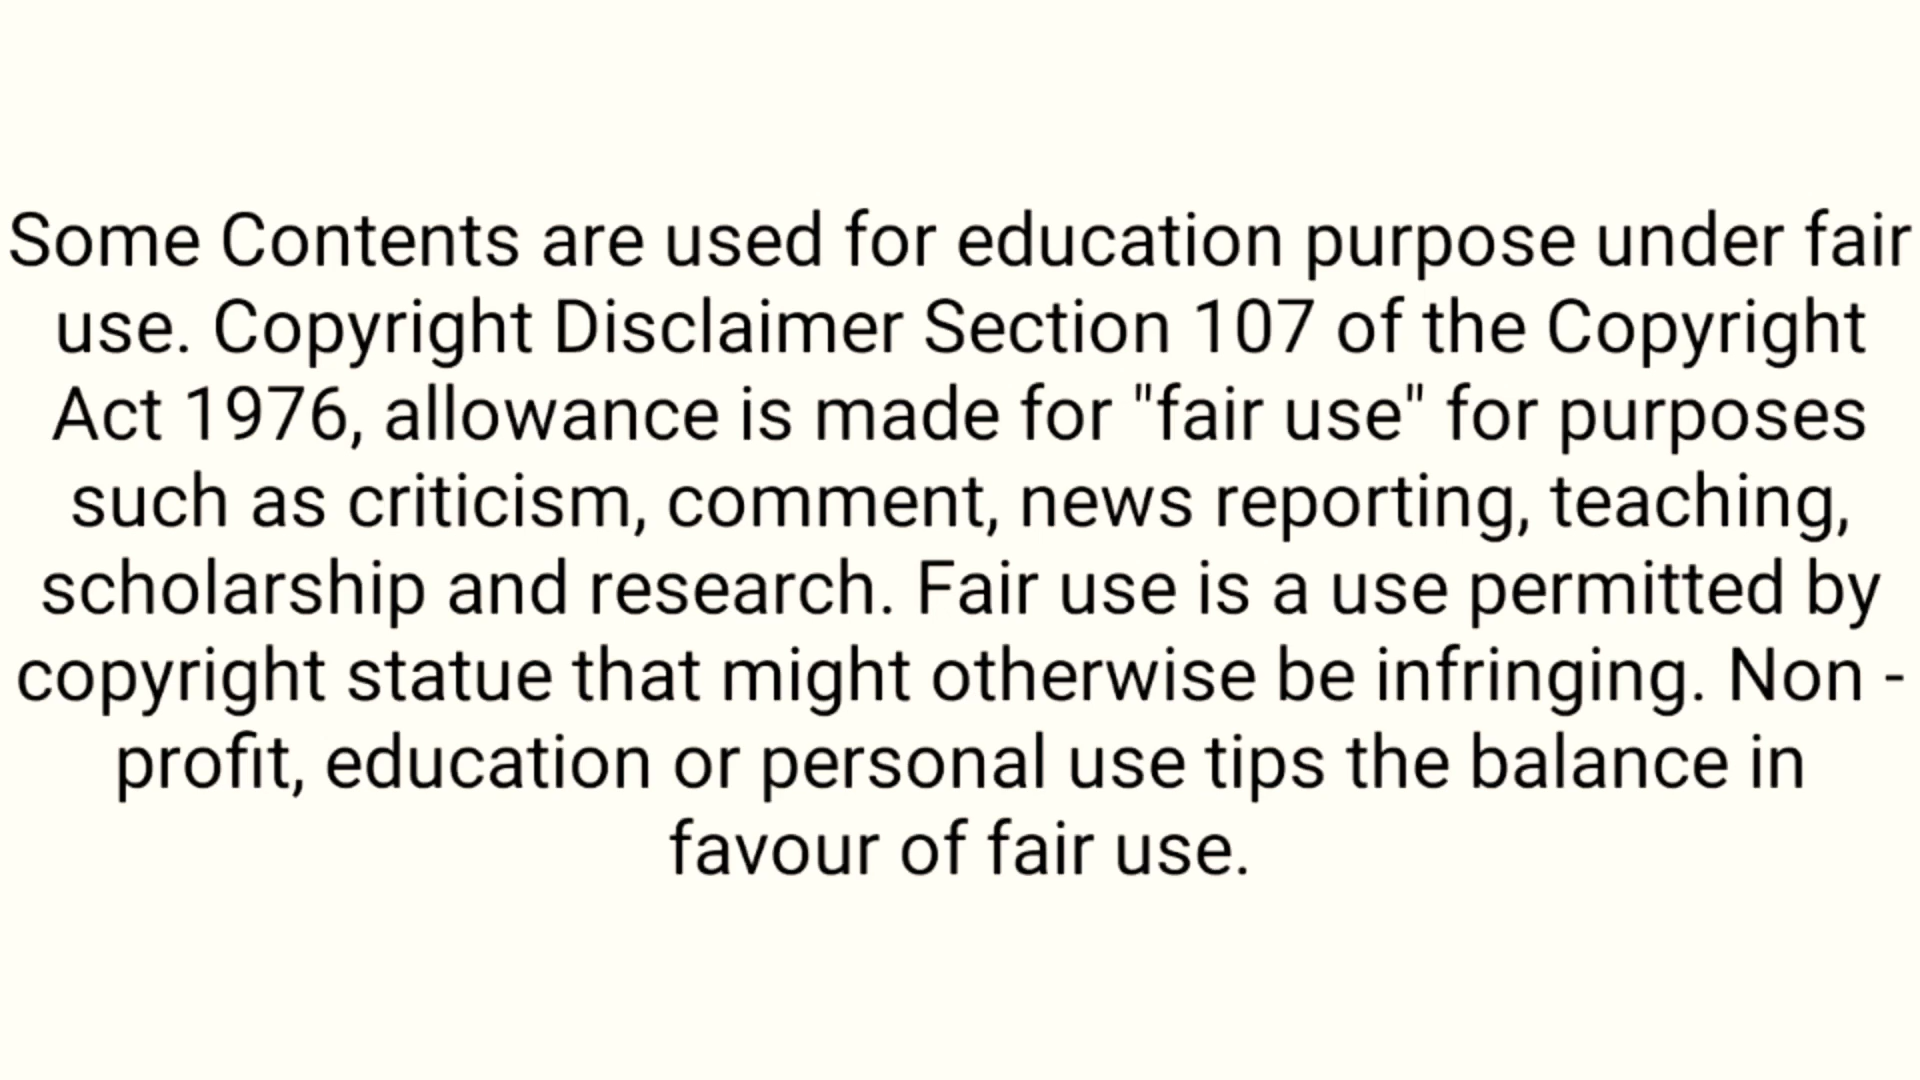 Some Contents are used for education purpose under fair
use. Copyright Disclaimer Section 107 of the Copyright
Act 1976, allowance is made for "fair use" for purposes
such as criticism, comment, news reporting, teaching,
scholarship and research. Fair use is a use permitted by
copyright statue that might otherwise be infringing. Non -
profit, education or personal use tips the balance in
favour of fair use.